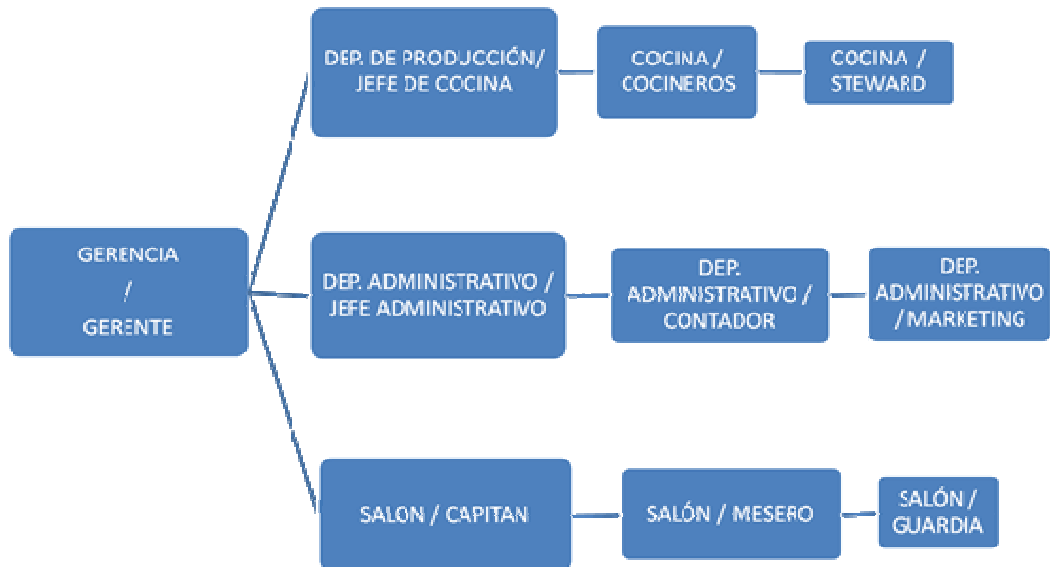 DEP. DE PRODUCCIÓN/
JEFE DE COCINA
COCINA /
COCINEROS
COCINA /
STEWARD
GERENCIA
/
GERENTE
DEP. ADMINISTRATIVO /
JEFE ADMINISTRATIVO
DEP.
ADMINISTRATIVO /
CONTADOR
DEP.
ADMINISTRATIVO
/ MARKETING
SALON / CAPITAN
SALÓN / MESERO
SALÓN /
GUARDIA